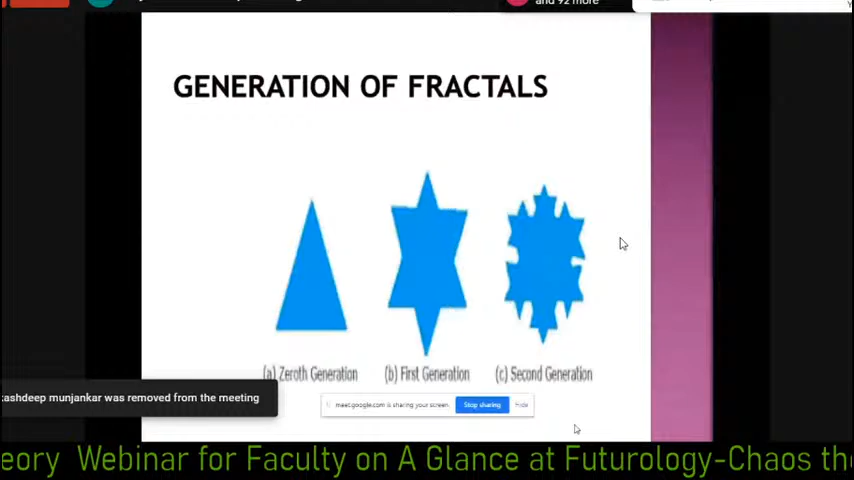 and 92 more
GENERATION OF FRACTALS
(a) Zeroth Generation
(b) First Generation
(c) Second Generation
kashdeep munjankar was removed from the meeting
meet.google.com is sharing your screen.
Stop sharing
Hide
eory Webinar for Faculty on A Glance at Futurology-Chaos the